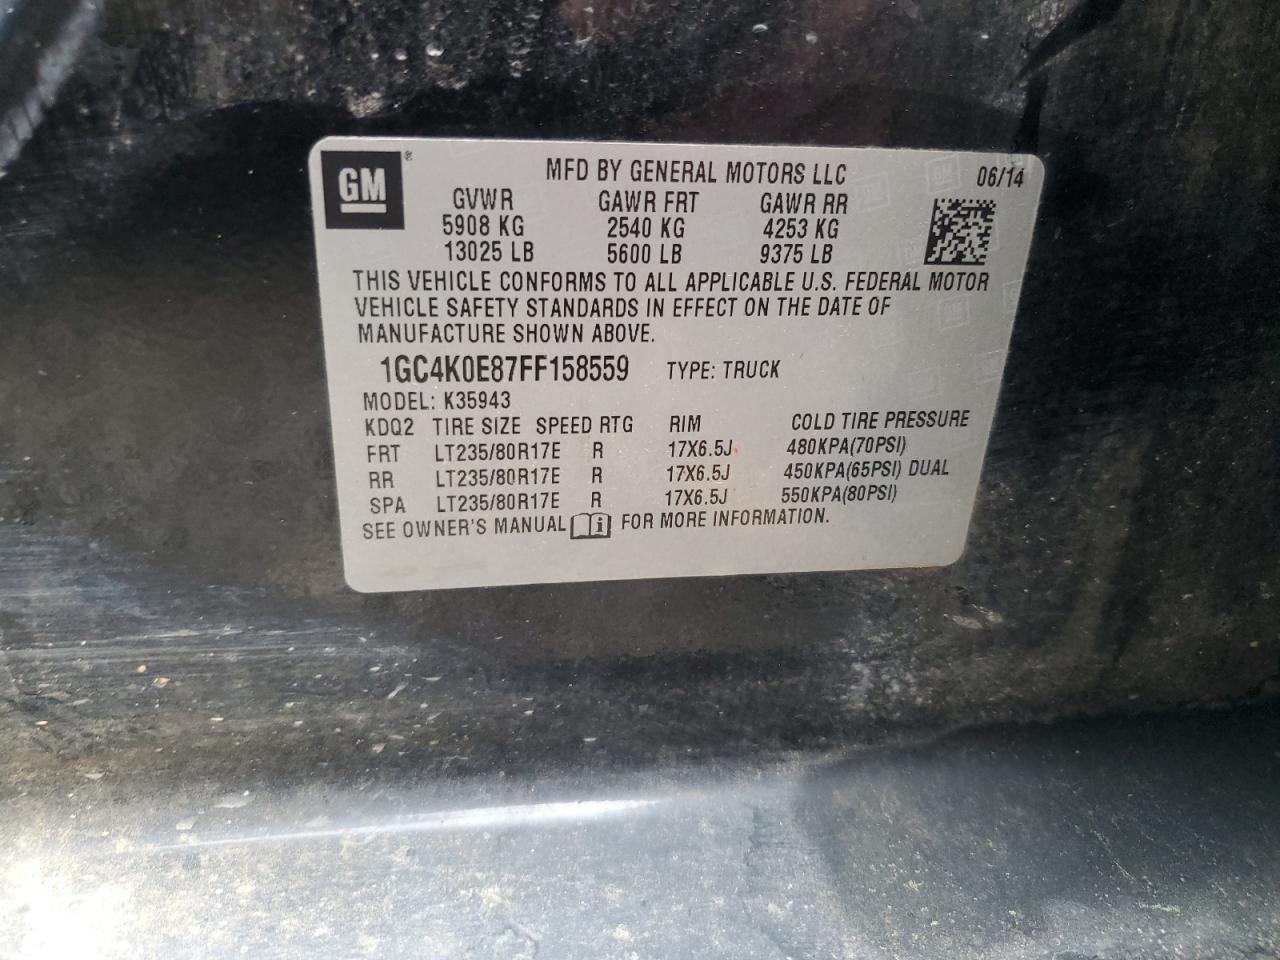 GM ® MFD BY GENERAL MOTORS LLC 06/14
GVWR GAWR FRT GAWR RR
5908 KG 2540 KG 4253 KG
13025 LB 5600 LB 9375 LB
THIS VEHICLE CONFORMS TO ALL APPLICABLE U.S. FEDERAL MOTOR
VEHICLE SAFETY STANDARDS IN EFFECT ON THE DATE OF
MANUFACTURE SHOWN ABOVE.
1GC4K0E87FF158559 TYPE: TRUCK
MODEL: K35943
KDQ2 TIRE SIZE SPEED RTG RIM COLD TIRE PRESSURE
FRT LT235/80R17E R 17X6.5J 480KPA(70PSI)
RR LT235/80R17E R 17X6.5J 450KPA(65PSI) DUAL
SPA LT235/80R17E R 17X6.5J 550KPA(80PSI)
SEE OWNER'S MANUAL i FOR MORE INFORMATION.